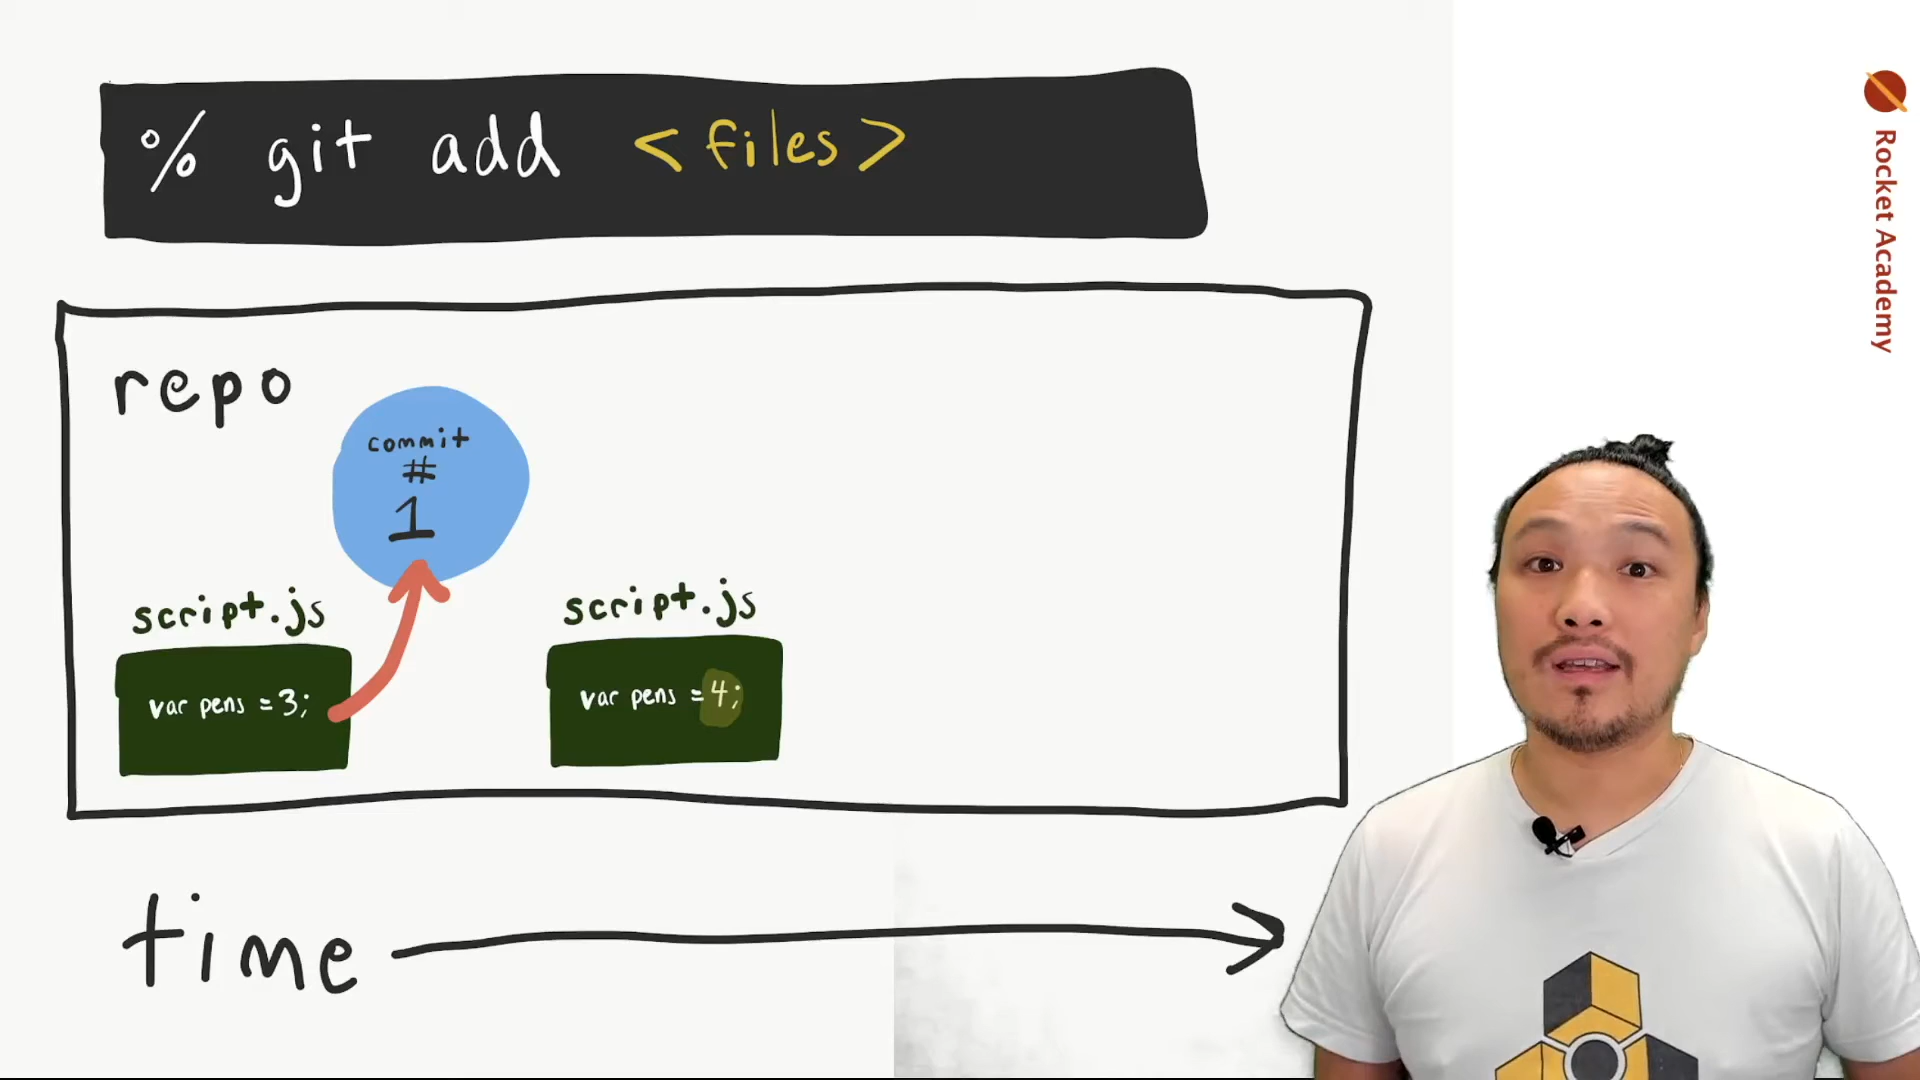 % git add <files>
repo
commit
#
1
script.js
var pens = 3;
script.js
var pens = 4;
time
Rocket Academy